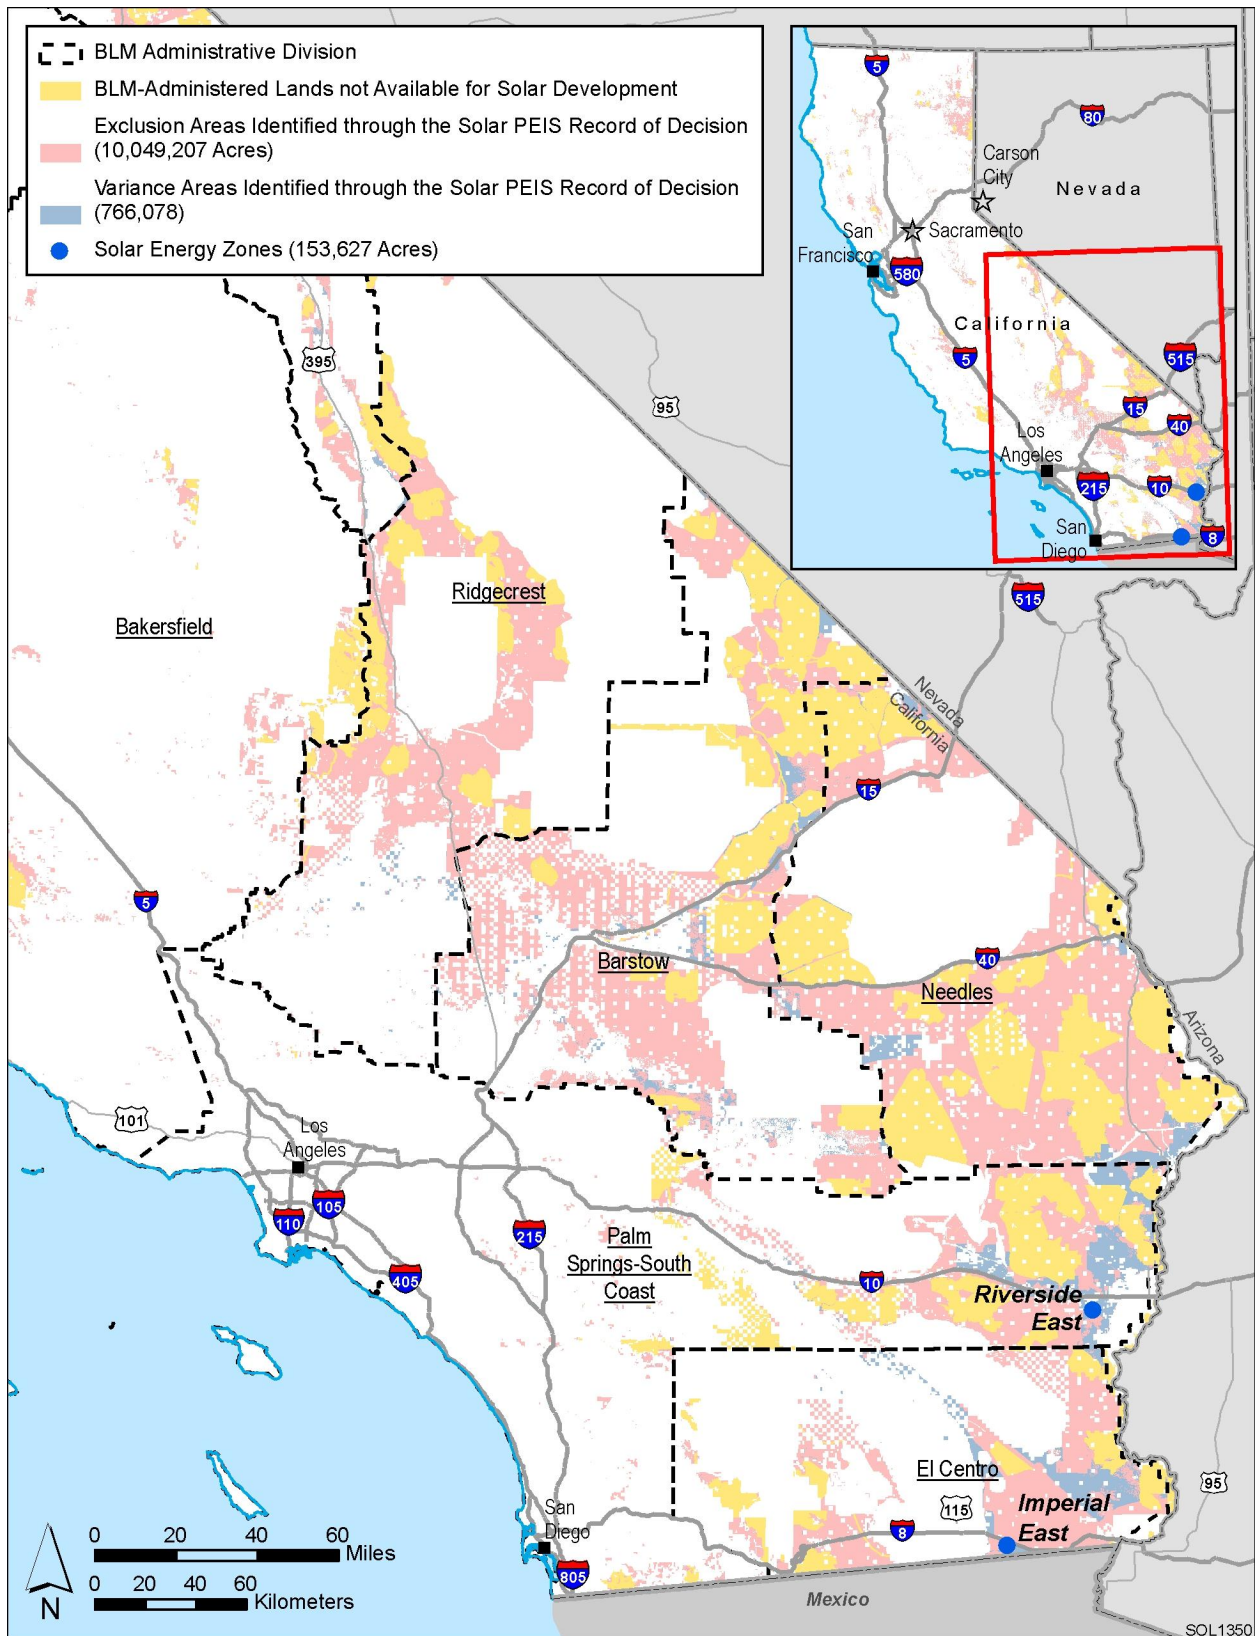 BLM Administrative Division
BLM-Administered Lands not Available for Solar Development
Exclusion Areas Identified through the Solar PEIS Record of Decision
(10,049,207 Acres)
Variance Areas Identified through the Solar PEIS Record of Decision
(766,078)
Solar Energy Zones (153,627 Acres)
5
80
Carson
City
Nevada
San
Francisco
Sacramento
580
California
5
515
15
40
Los
Angeles
215
10
San
Diego
8
395
95
515
Ridgecrest
Bakersfield
Nevada
California
15
5
40
Barstow
Needles
Arizona
101
Los
Angeles
105
110
215
405
Palm
Springs-South
Coast
10
Riverside
East
El Centro
115
Imperial
East
95
San
Diego
8
805
0 20 40 60
Miles
0 20 40 60
Kilometers
N
Mexico
SOL1350